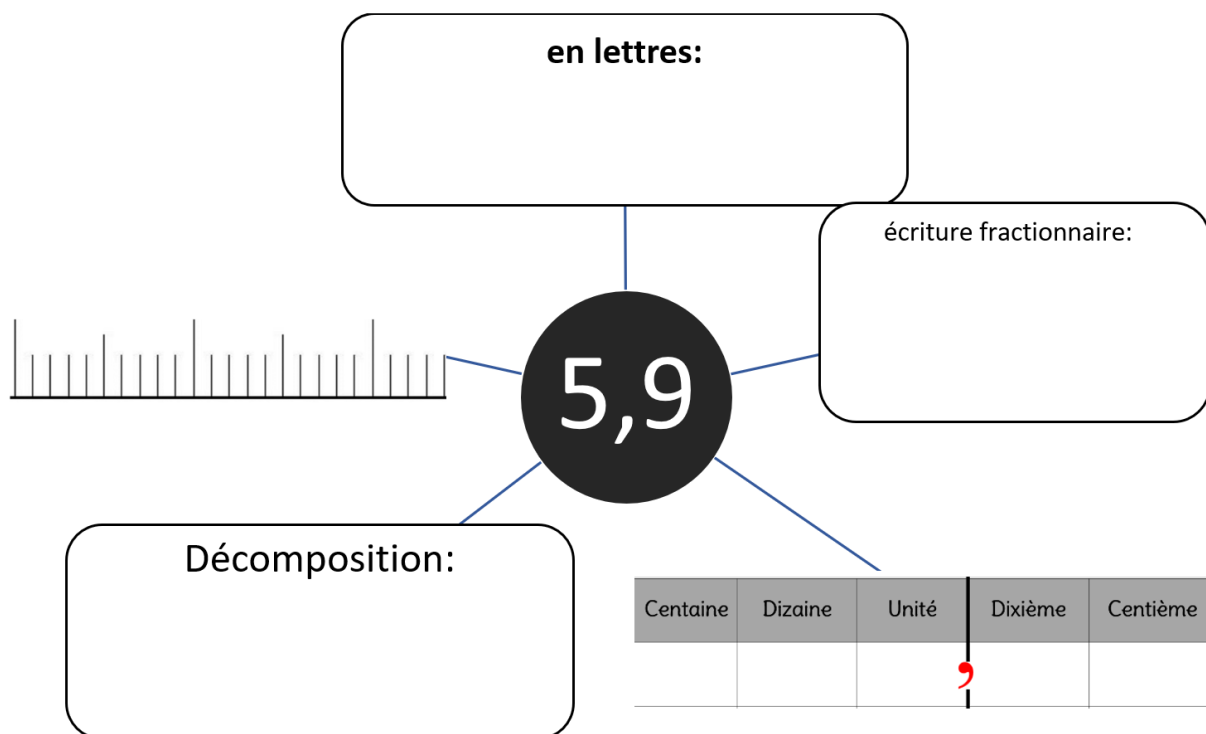 en lettres:
écriture fractionnaire:
5,9
Décomposition:
Centaine Dizaine Unité Dixième Centième
,